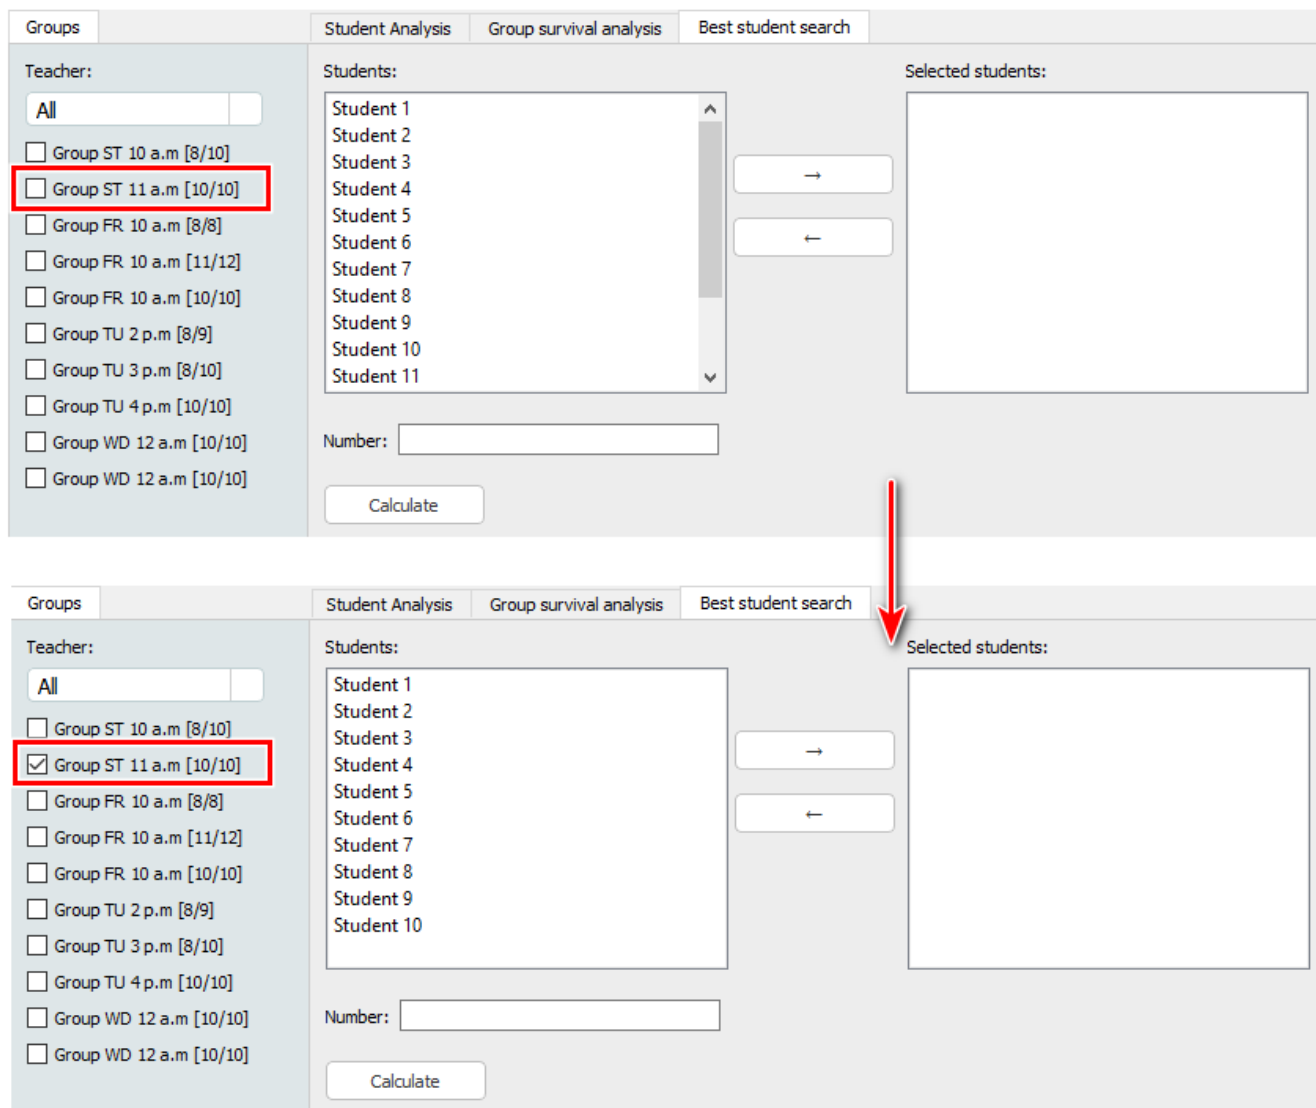 Groups
Student Analysis
Group survival analysis
Best student search
Teacher:
All
Group ST 10 a.m [8/10]
Group ST 11 a.m [10/10]
Group FR 10 a.m [8/8]
Group FR 10 a.m [11/12]
Group FR 10 a.m [10/10]
Group TU 2 p.m [8/9]
Group TU 3 p.m [8/10]
Group TU 4 p.m [10/10]
Group WD 12 a.m [10/10]
Group WD 12 a.m [10/10]
Students:
Student 1
Student 2
Student 3
Student 4
Student 5
Student 6
Student 7
Student 8
Student 9
Student 10
Student 11
→
←
Selected students:
Number:
Calculate
Groups
Student Analysis
Group survival analysis
Best student search
Teacher:
All
Group ST 10 a.m [8/10]
Group ST 11 a.m [10/10]
Group FR 10 a.m [8/8]
Group FR 10 a.m [11/12]
Group FR 10 a.m [10/10]
Group TU 2 p.m [8/9]
Group TU 3 p.m [8/10]
Group TU 4 p.m [10/10]
Group WD 12 a.m [10/10]
Group WD 12 a.m [10/10]
Students:
Student 1
Student 2
Student 3
Student 4
Student 5
Student 6
Student 7
Student 8
Student 9
Student 10
→
←
Selected students:
Number:
Calculate